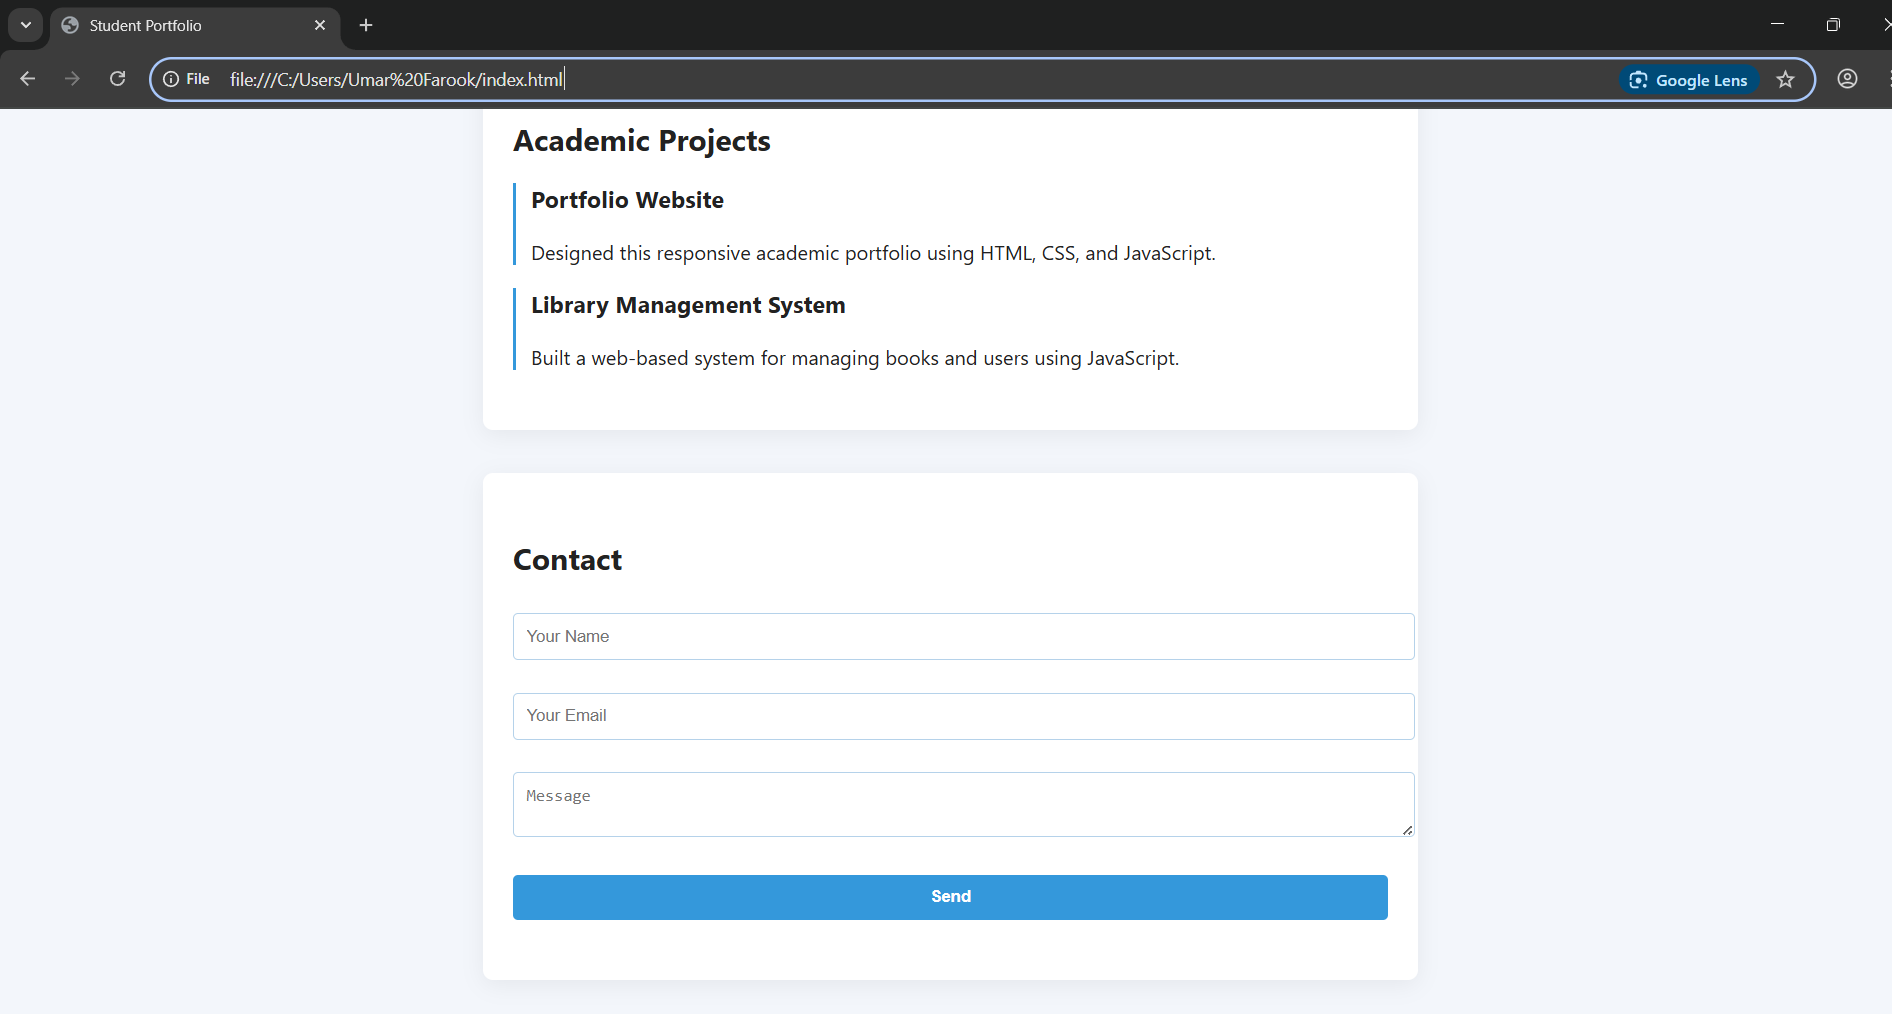 Student Portfolio
File
file:///C:/Users/Umar%20Farook/index.html
Google Lens
Academic Projects
Portfolio Website
Designed this responsive academic portfolio using HTML, CSS, and JavaScript.
Library Management System
Built a web-based system for managing books and users using JavaScript.
Contact
Your Name
Your Email
Message
Send